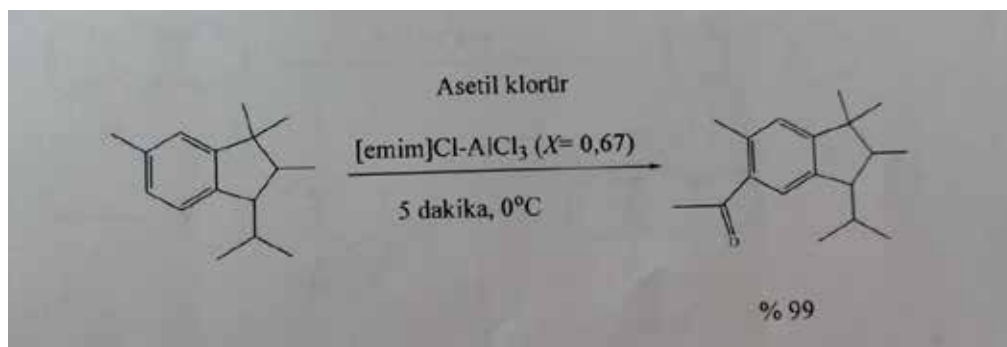 Asetil klorür
[emim]Cl-AlCl₃ (X= 0,67)
5 dakika, 0°C
O
% 99